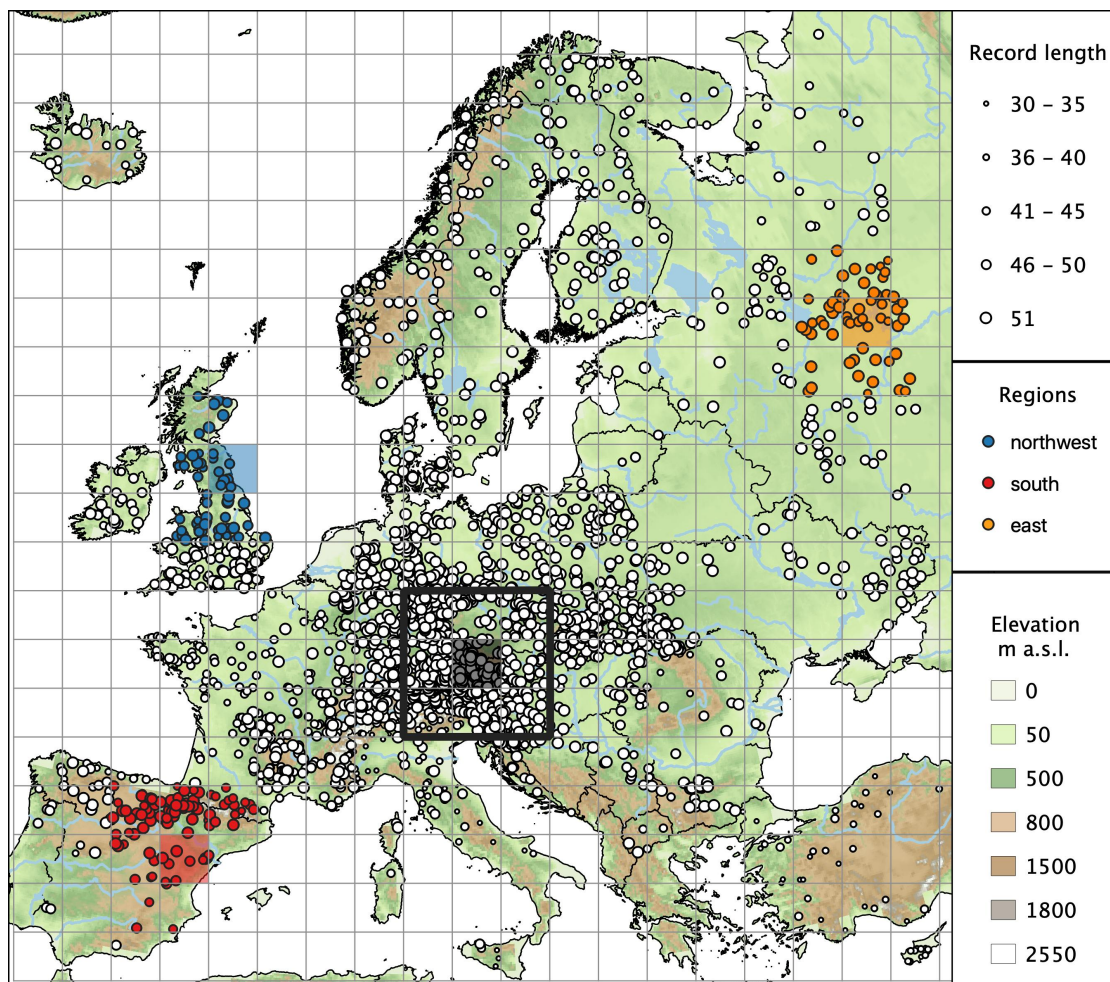 Record length
30 – 35
36 – 40
41 – 45
46 – 50
51
Regions
northwest
south
east
Elevation
m a.s.l.
0
50
500
800
1500
1800
2550